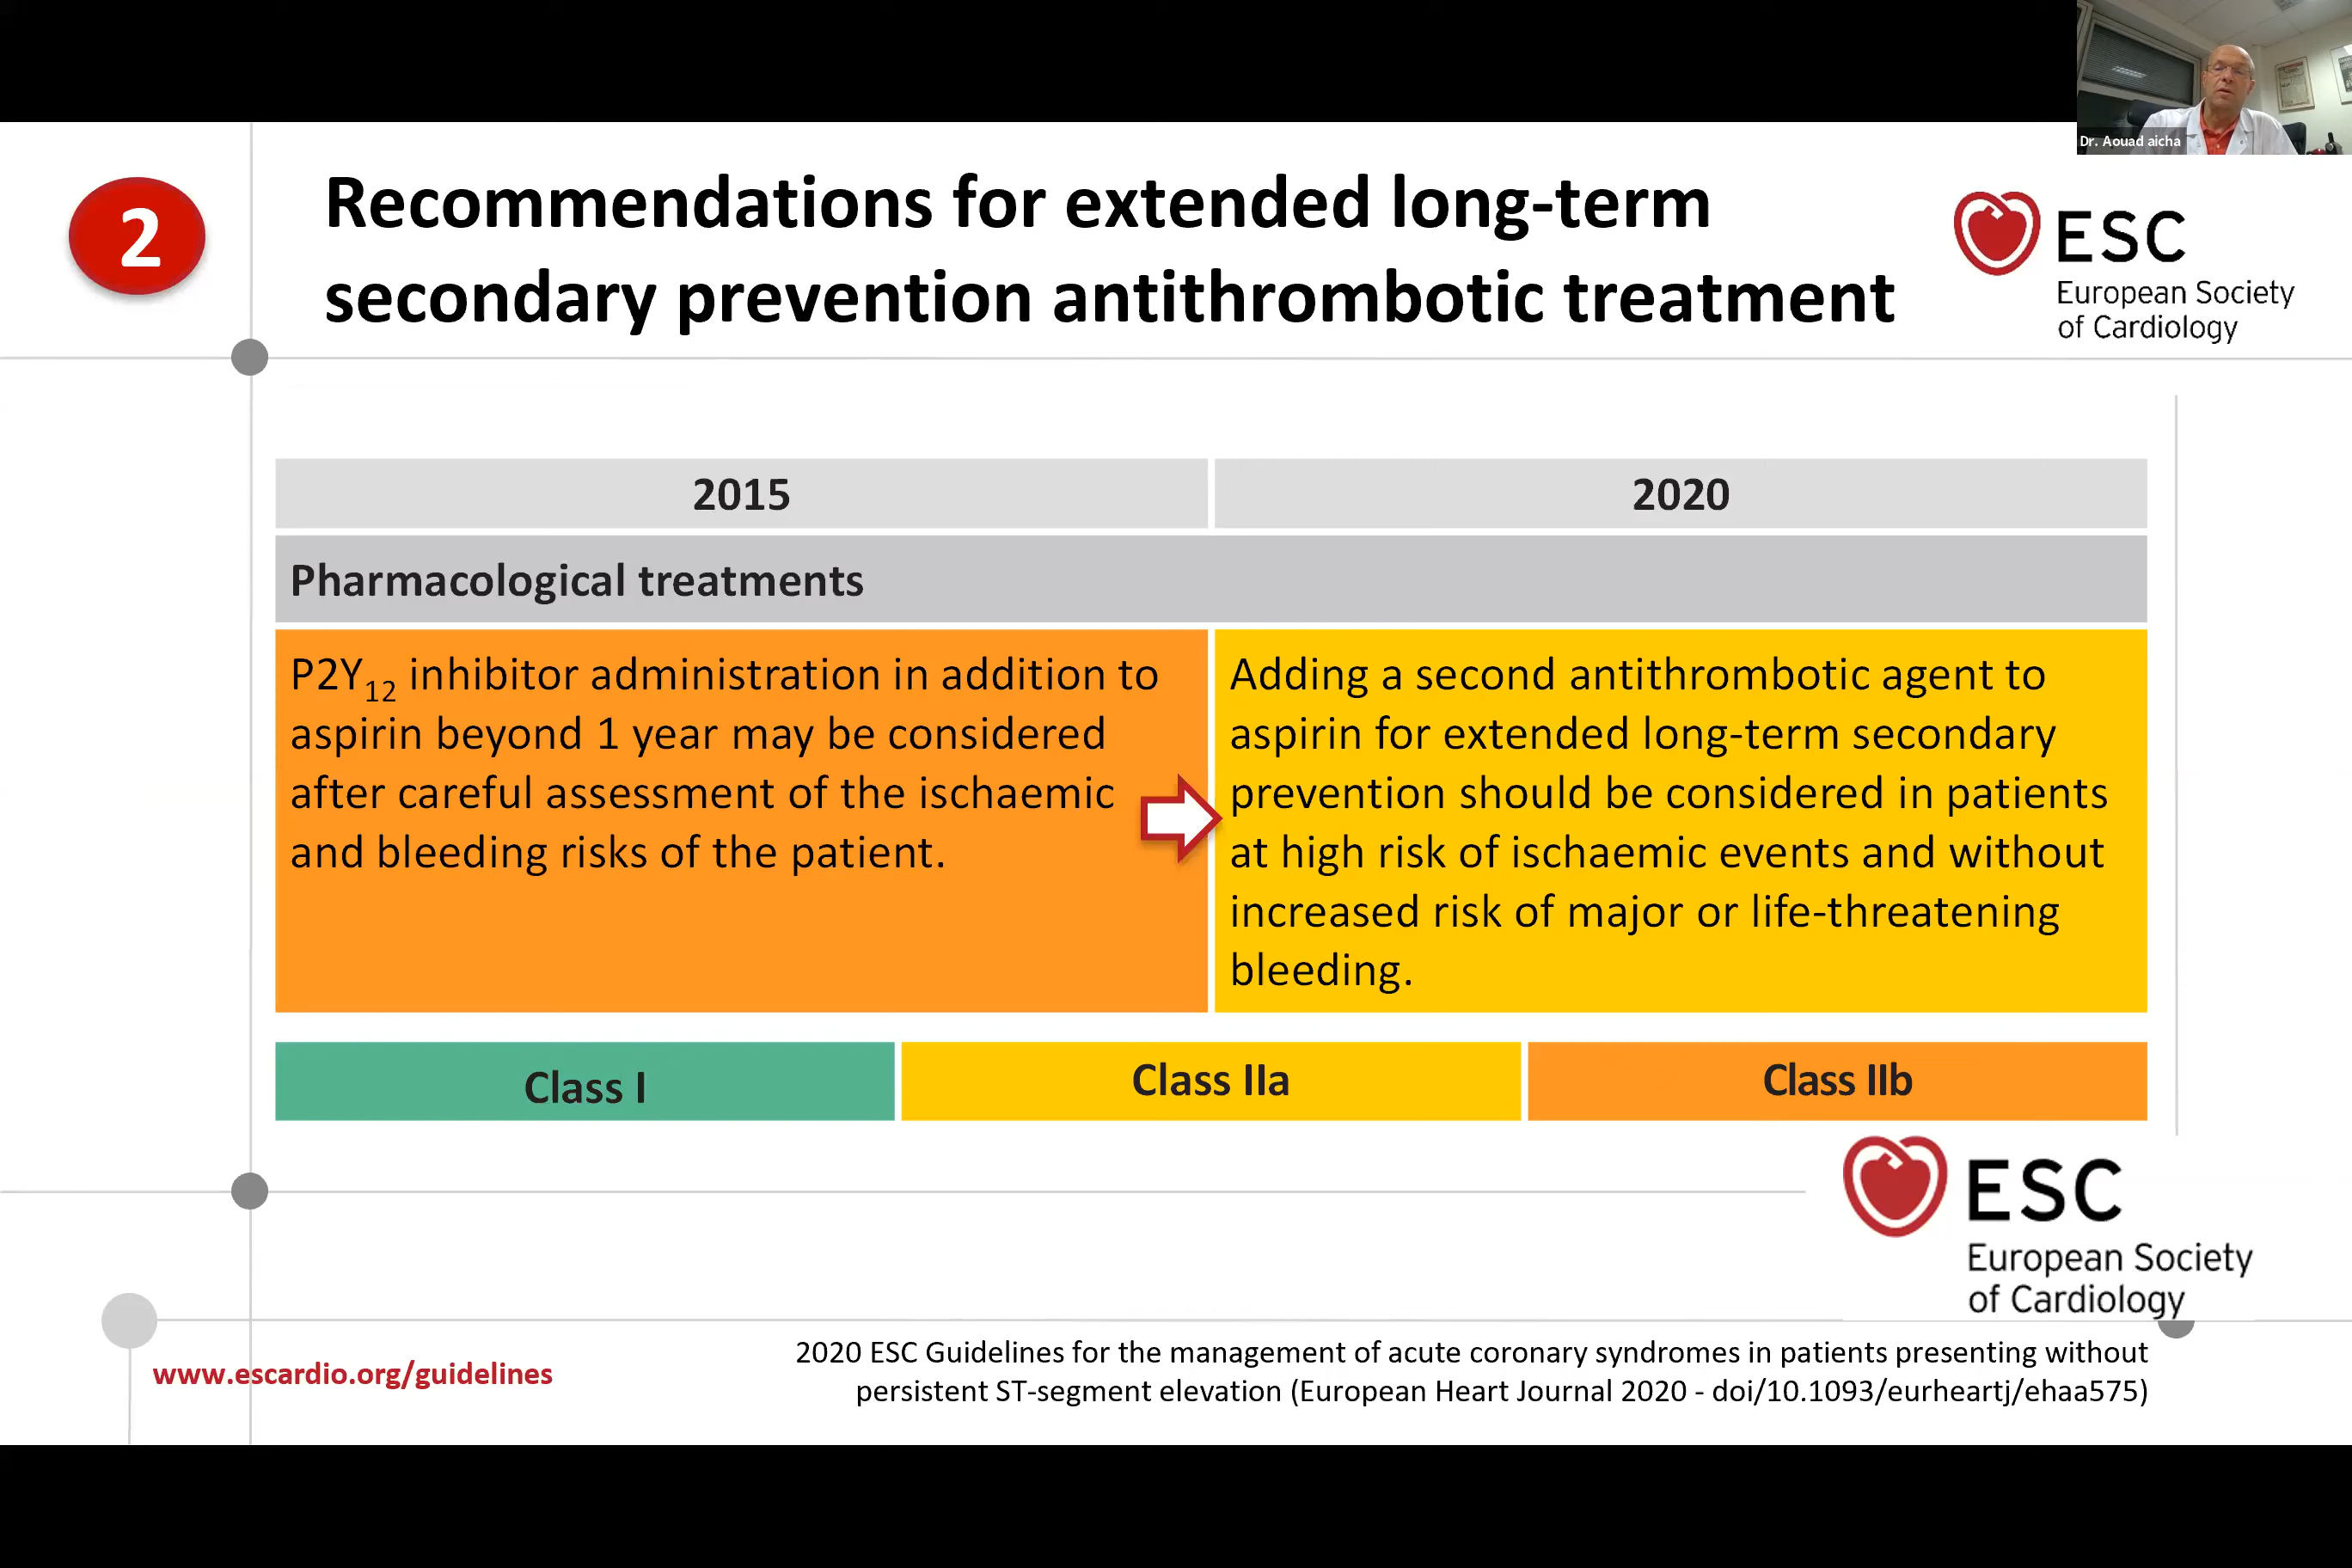 Dr. Aouad aicha
2
Recommendations for extended long-term
secondary prevention antithrombotic treatment
ESC
European Society
of Cardiology
2015
2020
Pharmacological treatments
P2Y12 inhibitor administration in addition to
aspirin beyond 1 year may be considered
after careful assessment of the ischaemic
and bleeding risks of the patient.
Adding a second antithrombotic agent to
aspirin for extended long-term secondary
prevention should be considered in patients
at high risk of ischaemic events and without
increased risk of major or life-threatening
bleeding.
Class I
Class IIa
Class IIb
ESC
European Society
of Cardiology
www.escardio.org/guidelines
2020 ESC Guidelines for the management of acute coronary syndromes in patients presenting without
persistent ST-segment elevation (European Heart Journal 2020 - doi/10.1093/eurheartj/ehaa575)